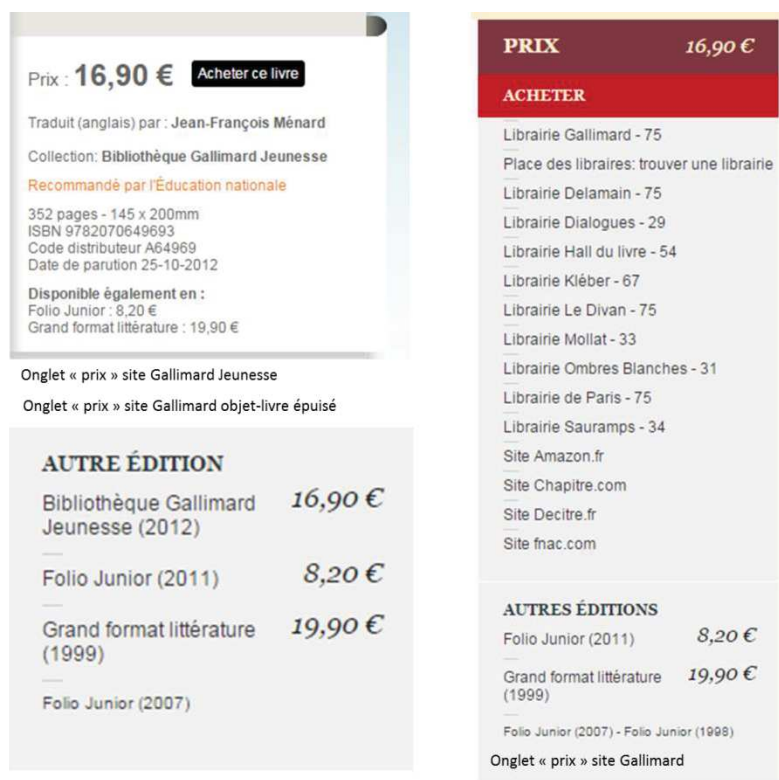 Prix : 16,90 € Acheter ce livre
Traduit (anglais) par : Jean-François Ménard
Collection: Bibliothèque Gallimard Jeunesse
Recommandé par l'Éducation nationale
352 pages - 145 x 200mm
ISBN 9782070649693
Code distributeur A64969
Date de parution 25-10-2012
Disponible également en :
Folio Junior : 8,20 €
Grand format littérature : 19,90 €
Onglet « prix » site Gallimard Jeunesse
Onglet « prix » site Gallimard objet-livre épuisé
AUTRE ÉDITION
Bibliothèque Gallimard 16,90 €
Jeunesse (2012)
Folio Junior (2011) 8,20 €
Grand format littérature 19,90 €
(1999)
Folio Junior (2007)
PRIX 16,90 €
ACHETER
Librairie Gallimard - 75
Place des libraires: trouver une librairie
Librairie Delamain - 75
Librairie Dialogues - 29
Librairie Hall du livre - 54
Librairie Kléber - 67
Librairie Le Divan - 75
Librairie Mollat - 33
Librairie Ombres Blanches - 31
Librairie de Paris - 75
Librairie Sauramps - 34
Site Amazon.fr
Site Chapitre.com
Site Decitre.fr
Site fnac.com
AUTRES ÉDITIONS
Folio Junior (2011) 8,20 €
Grand format littérature 19,90 €
(1999)
Folio Junior (2007) - Folio Junior (1998)
Onglet « prix » site Gallimard